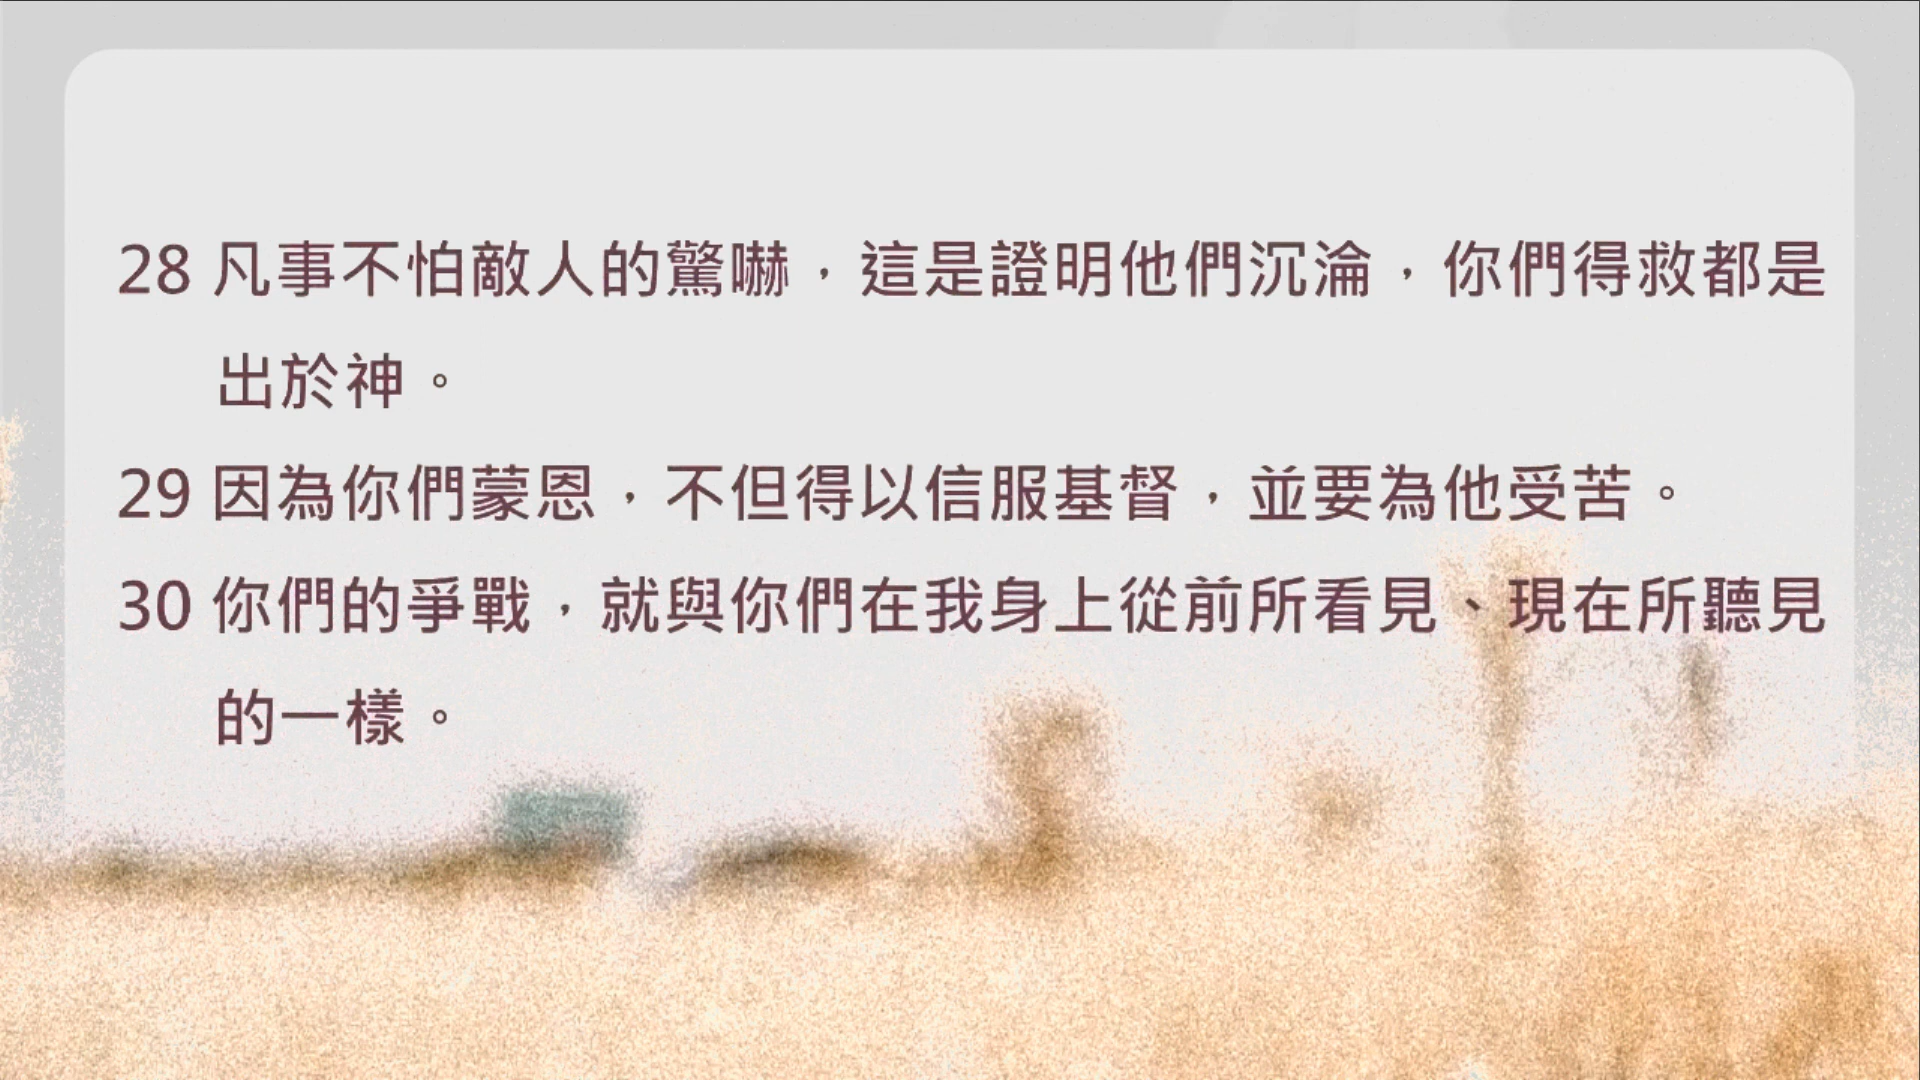 28 凡事不怕敵人的驚嚇，這是證明他們沉淪，你們得救都是
出於神。
29 因為你們蒙恩，不但得以信服基督，並要為他受苦。
30 你們的爭戰，就與你們在我身上從前所看見、現在所聽見
的一樣。